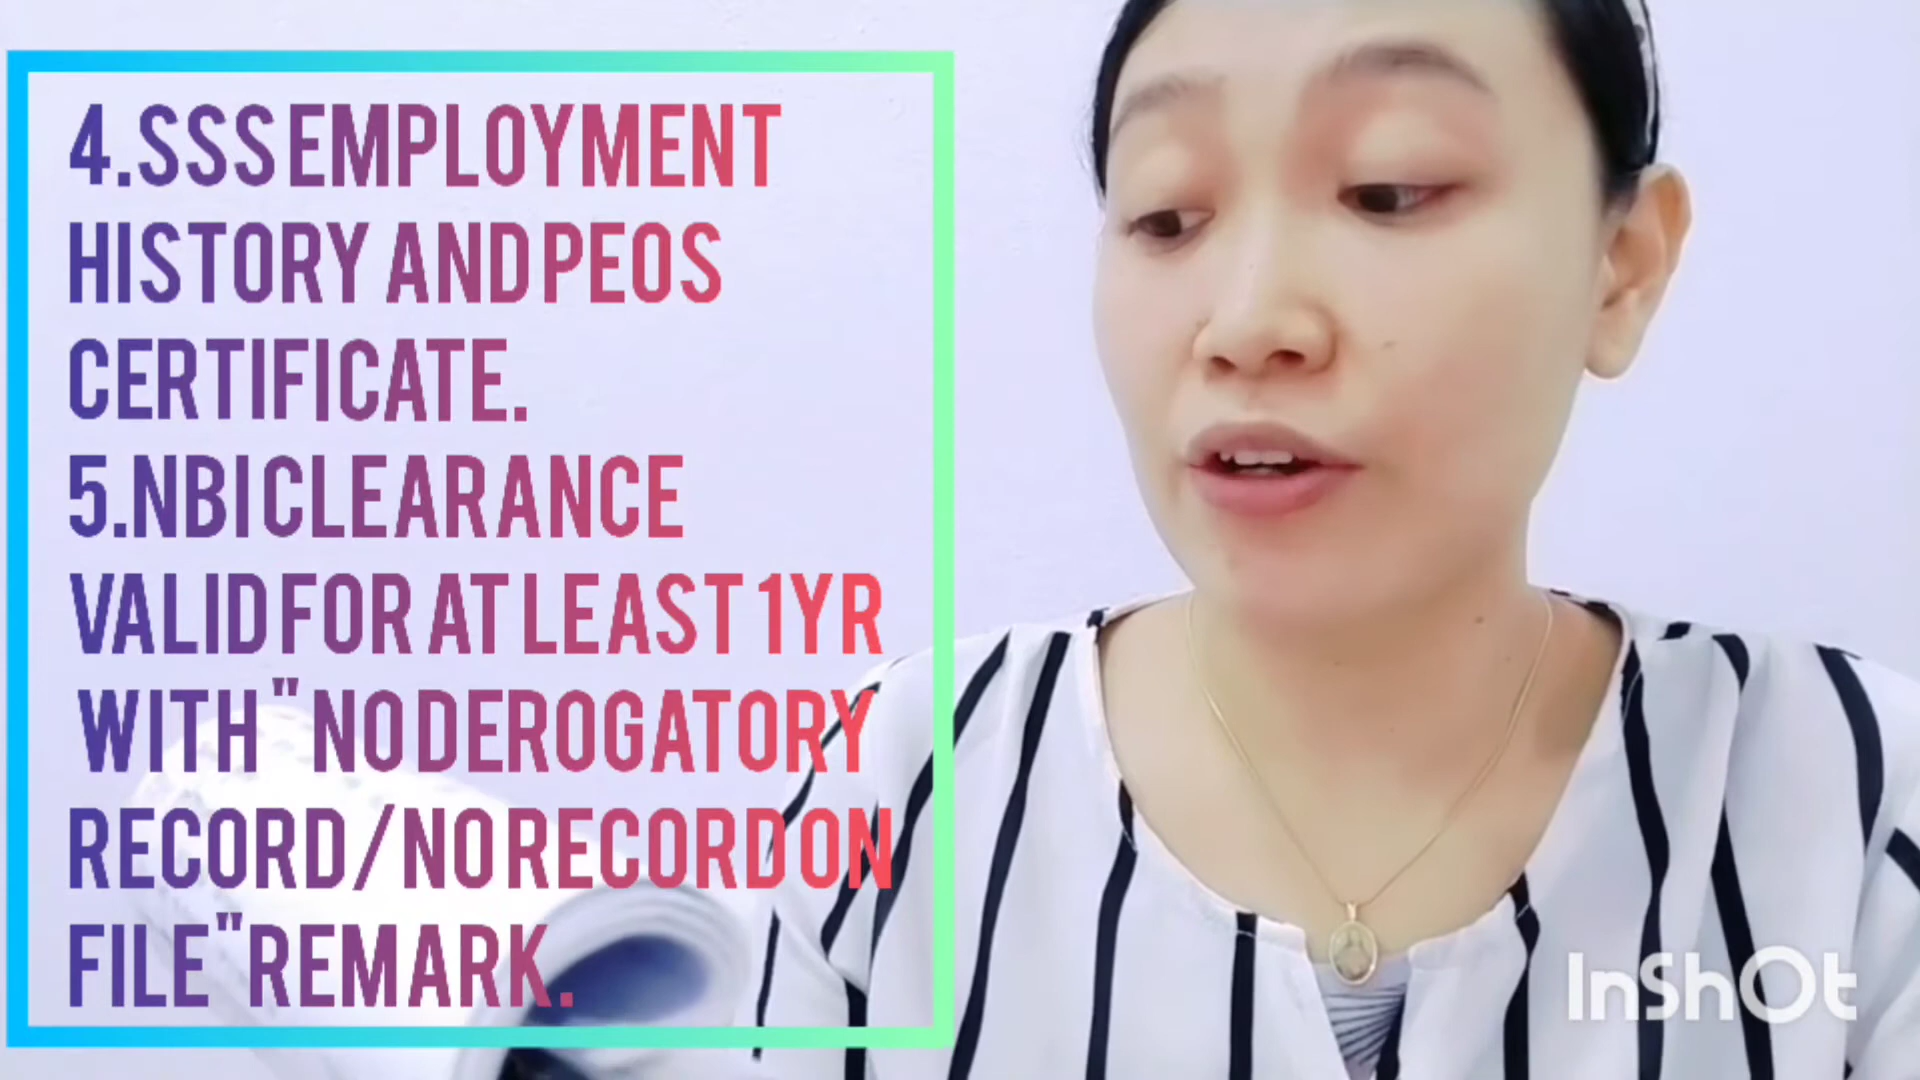 4.SSS EMPLOYMENT
HISTORY AND PEOS
CERTIFICATE.
5.NBI CLEARANCE
VALID FOR AT LEAST 1YR
WITH " NO DEROGATORY
RECORD/NO RECORD ON
FILE"REMARK.
InShOt